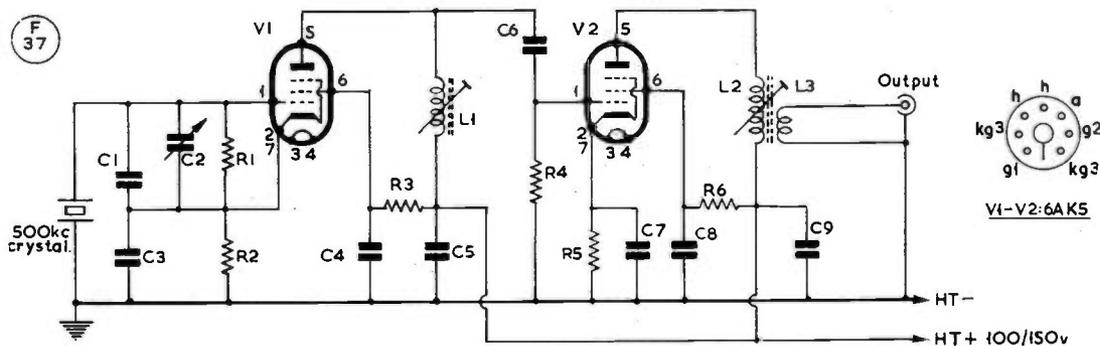 F
37
V1
5
C6
V2
5
L2
L3
Output
1
6
L1
1
6
2
7
3 4
2
7
3 4
C1
C2
R1
R3
R4
R6
500kc
crystal.
C3
R2
C4
C5
R5
C7
C8
C9
HT-
HT+ 100/150v
h
h
a
kg3
g2
g1
kg3
V1-V2:6AK5